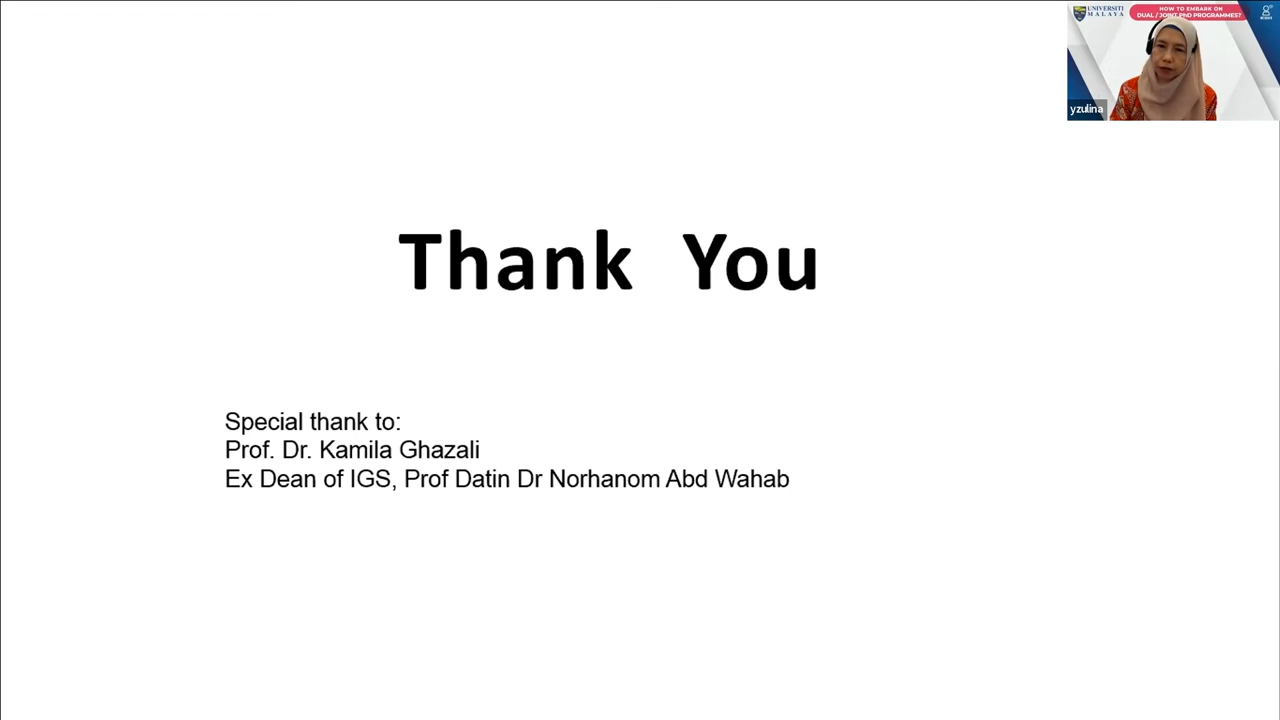 UNIVERSITI
MALAYA
HOW TO EMBARK ON
DUAL / JOINT PhD PROGRAMMES?
yzulina
Thank You
Special thank to:
Prof. Dr. Kamila Ghazali
Ex Dean of IGS, Prof Datin Dr Norhanom Abd Wahab